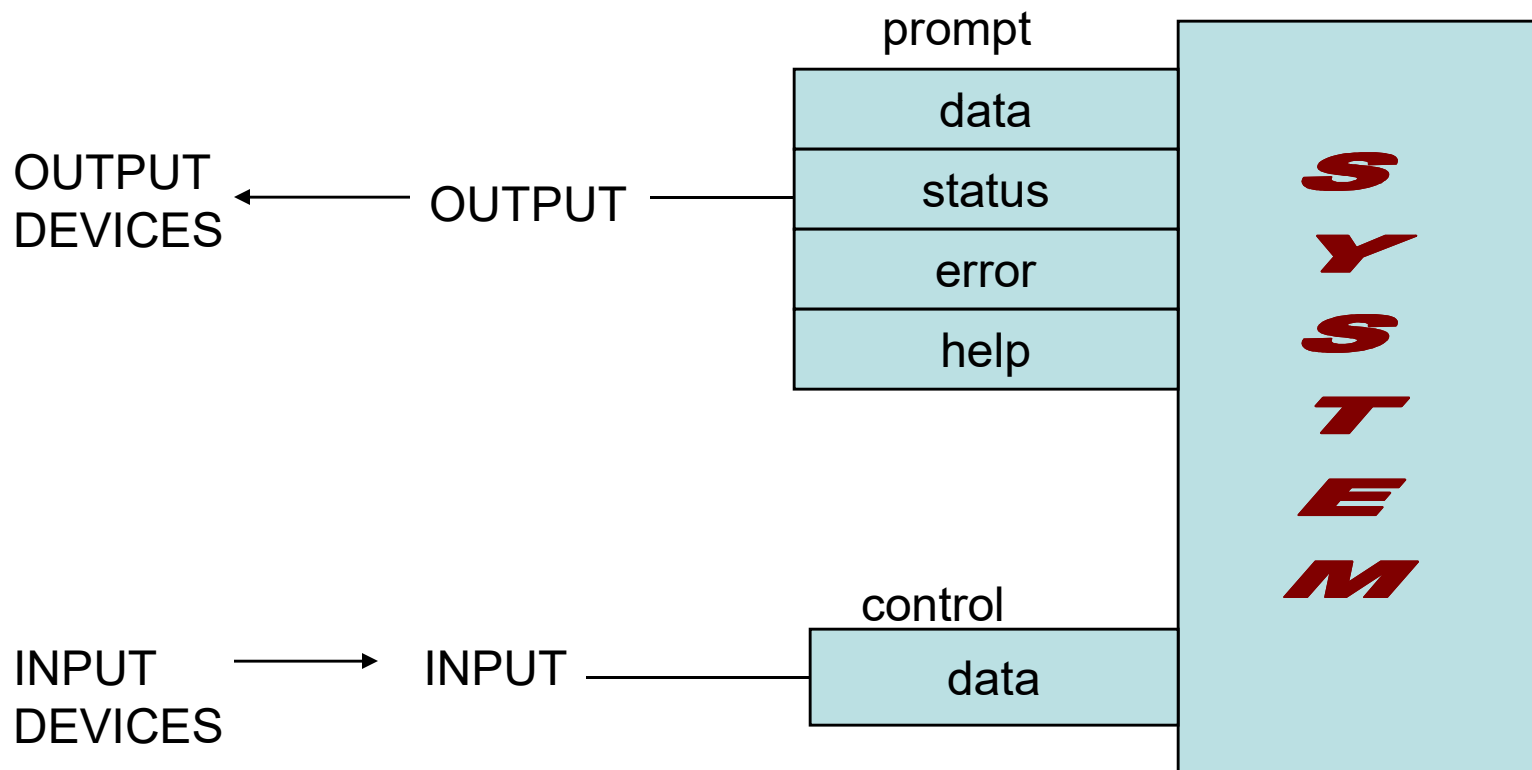 prompt
data
status
error
help
OUTPUT
DEVICES
OUTPUT
control
data
INPUT
DEVICES
INPUT
S
Y
S
T
E
M